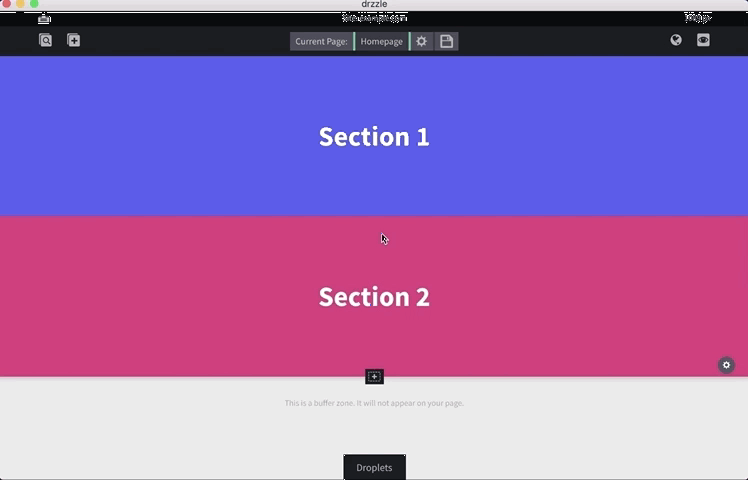 drzzle
Current Page: Homepage
Section 1
Section 2
This is a buffer zone. It will not appear on your page.
Droplets